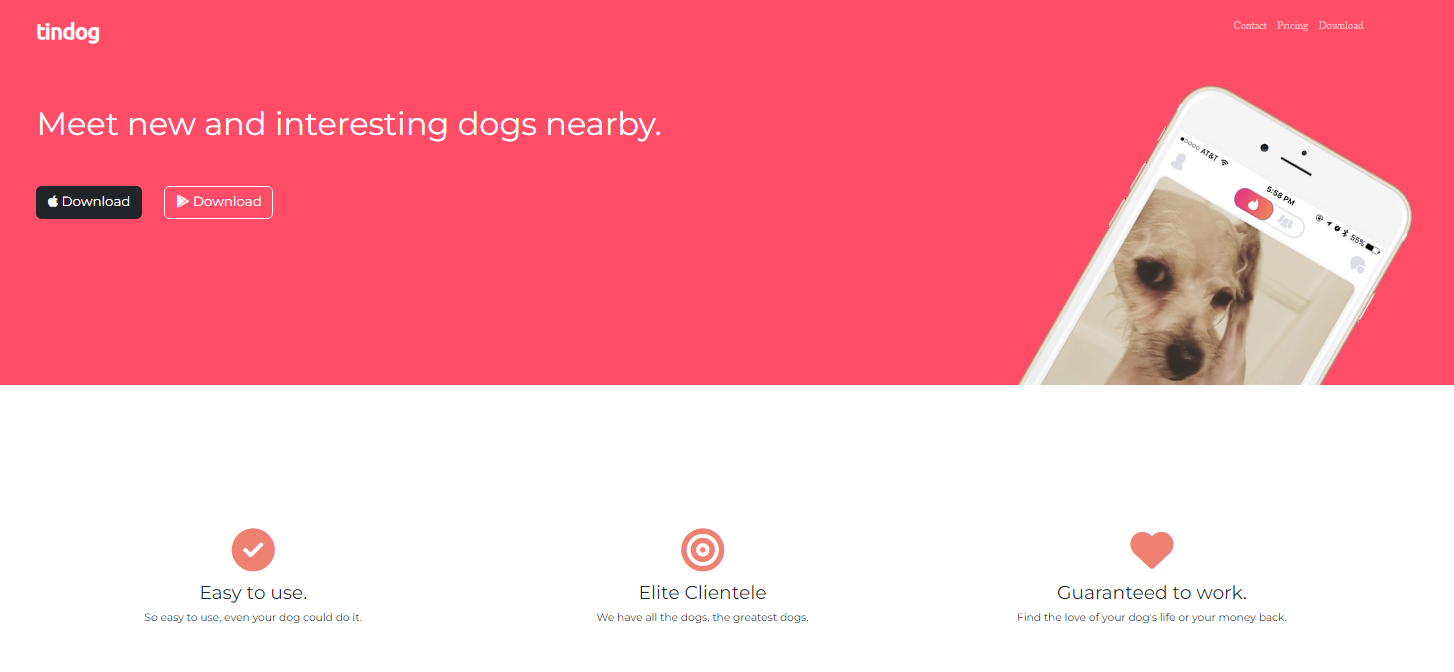 tindog
Contact Pricing Download
Meet new and interesting dogs nearby.
Download Download
AT&T 5:58 PM 55%
Easy to use.
So easy to use, even your dog could do it.
Elite Clientele
We have all the dogs, the greatest dogs.
Guaranteed to work.
Find the love of your dog's life or your money back.